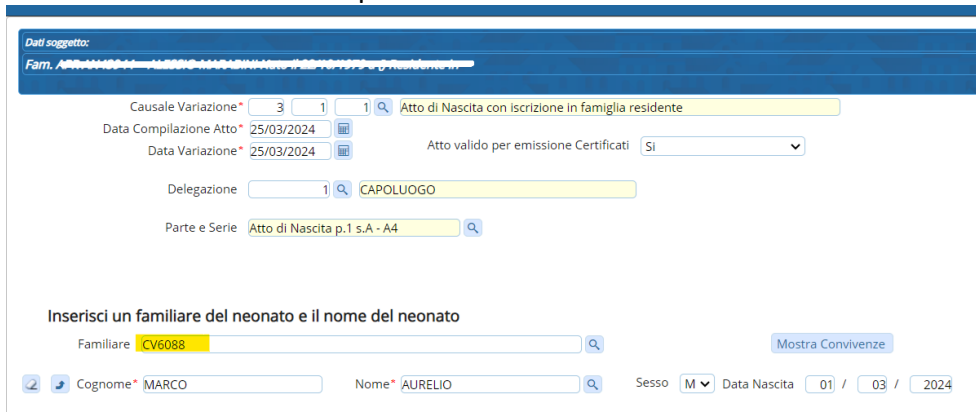 Dati soggetto:
Fam.
Causale Variazione* 3 1 1 Atto di Nascita con iscrizione in famiglia residente
Data Compilazione Atto* 25/03/2024
Data Variazione* 25/03/2024 Atto valido per emissione Certificati Si
Delegazione 1 CAPOLUOGO
Parte e Serie Atto di Nascita p.1 s.A - A4
Inserisci un familiare del neonato e il nome del neonato
Familiare CV6088 Mostra Convivenze
Cognome* MARCO Nome* AURELIO Sesso M Data Nascita 01 / 03 / 2024